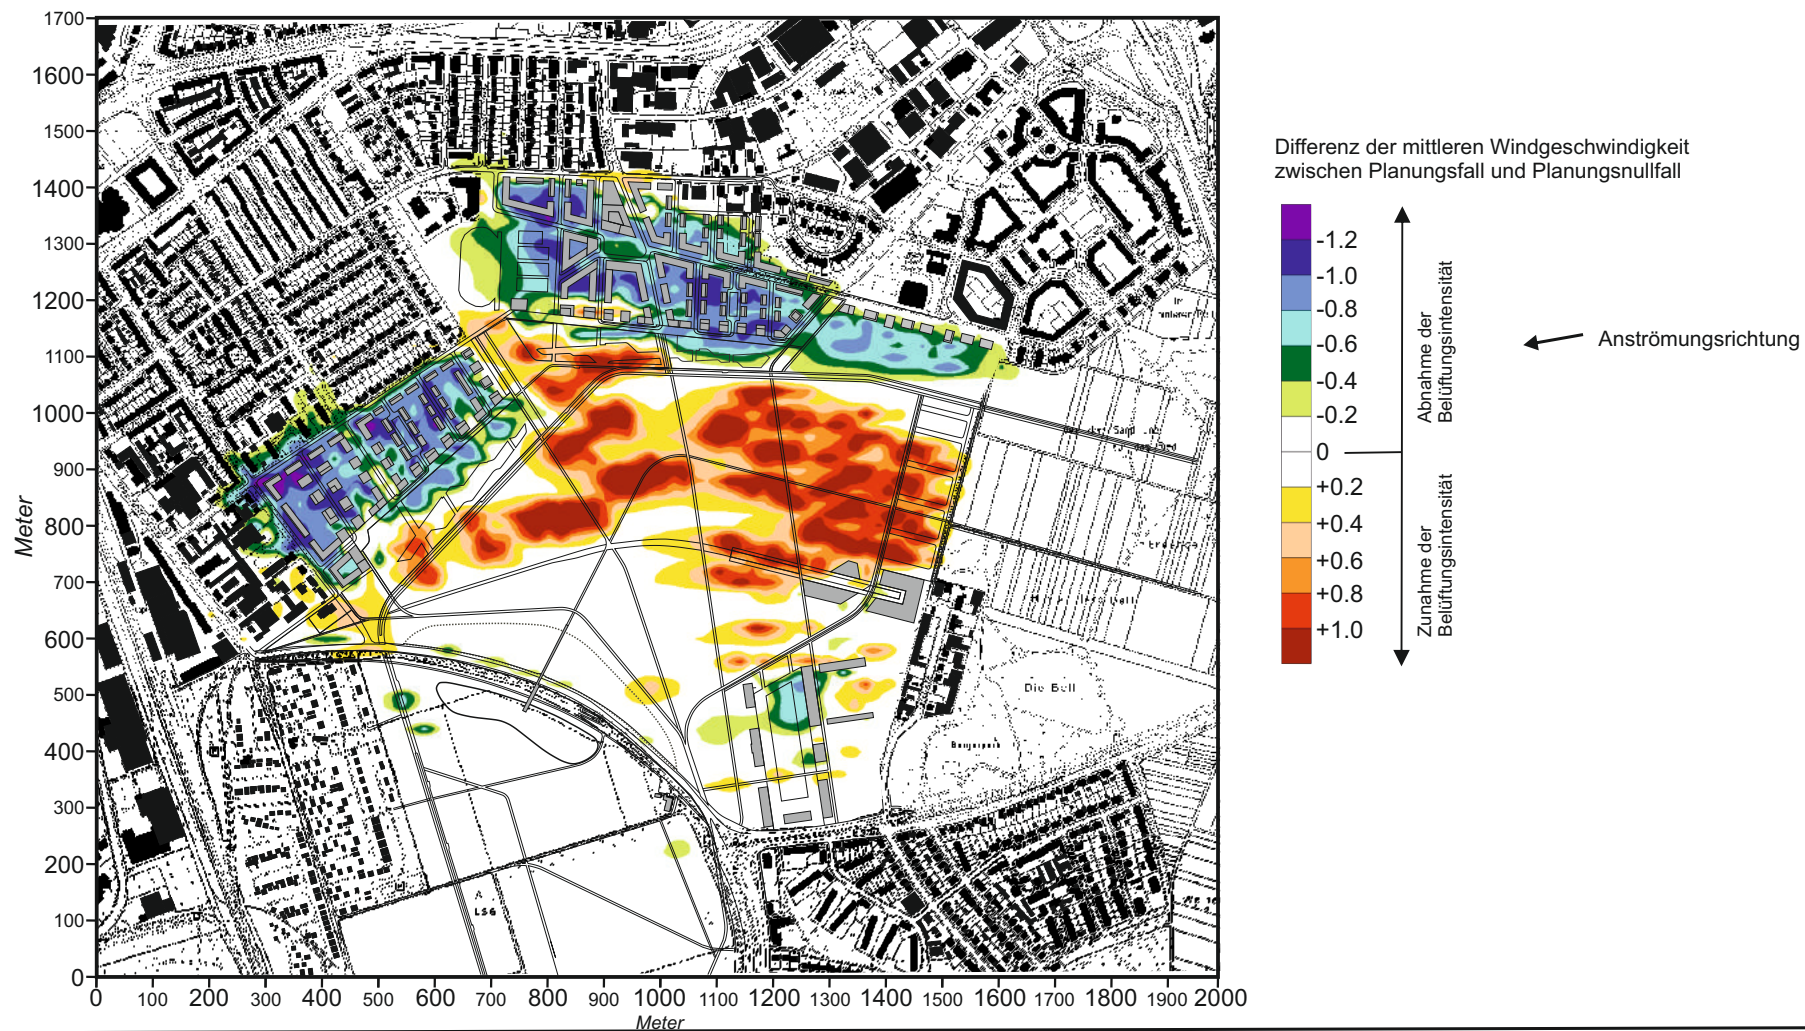 1700
1600
1500
1400
1300
1200
1100
1000
900
800
700
600
500
400
300
200
100
0
Meter
0 100 200 300 400 500 600 700 800 900 1000 1100 1200 1300 1400 1500 1600 1700 1800 1900 2000
Meter
Die Boll
LSG
Differenz der mittleren Windgeschwindigkeit
zwischen Planungsfall und Planungsnullfall
-1.2
-1.0
-0.8
-0.6
-0.4
-0.2
0
+0.2
+0.4
+0.6
+0.8
+1.0
Abnahme der
Belüftungsintensität
Zunahme der
Belüftungsintensität
Anströmungsrichtung